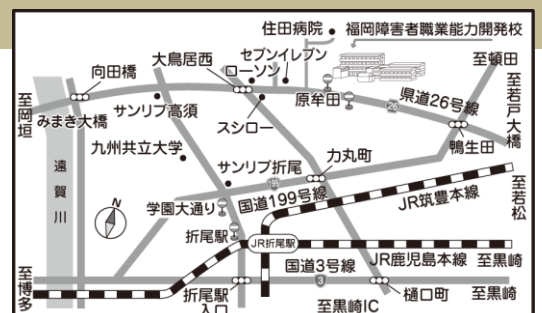 住田病院
福岡障害者職業能力開発校
セブンイレブン
大鳥居西
ローソン
至頓田
向田橋
至岡垣
みまき大橋
サンリブ高須
スシロー
原牟田
26
県道26号線
至若戸大橋
鴨生田
遠賀川
九州共立大学
サンリブ折尾
力丸町
199
国道199号線
N
学園大通り
JR筑豊本線
至若松
折尾駅
JR折尾駅
JR鹿児島本線
至黒崎
国道3号線
3
至博多
折尾駅
入口
至黒崎IC
樋口町
至黒崎